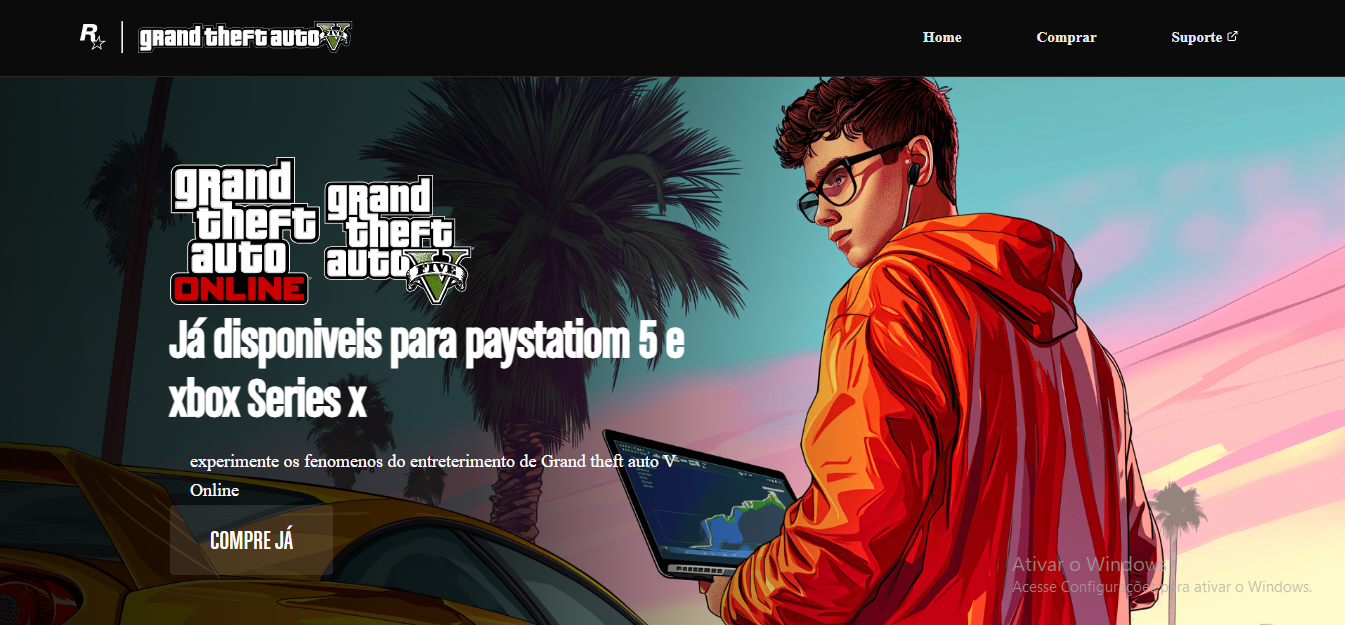 R
grand theft auto V
FIVE
Home
Comprar
Suporte
grand
theft
auto
ONLINE
grand
theft
auto V
FIVE
Já disponiveis para paystatiom 5 e
xbox Series x
experimente os fenomenos do entreterimento de Grand theft auto V
Online
COMPRE JÁ
Ativar o Windows
Acesse Configurações para ativar o Windows.